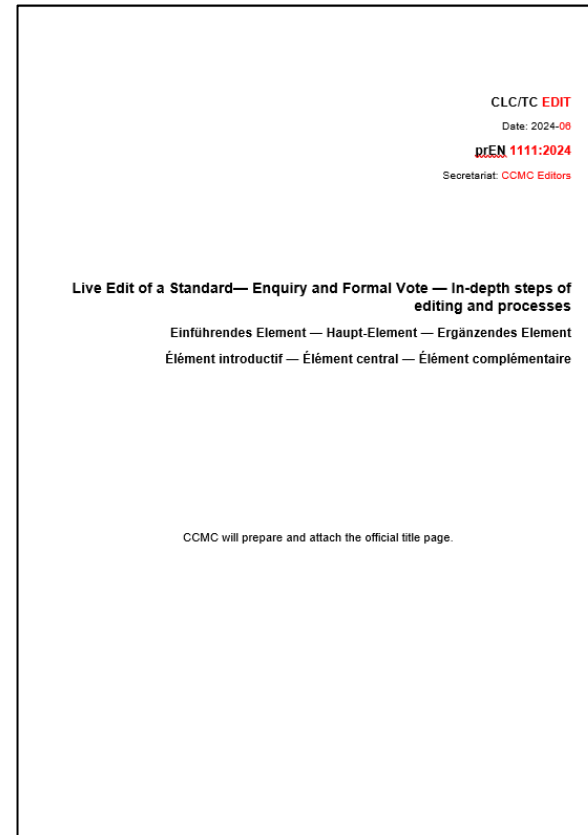 CLC/TC EDIT
Date: 2024-06
prEN 1111:2024
Secretariat: CCMC Editors
Live Edit of a Standard— Enquiry and Formal Vote — In-depth steps of
editing and processes
Einführendes Element — Haupt-Element — Ergänzendes Element
Élément introductif — Élément central — Élément complémentaire
CCMC will prepare and attach the official title page.